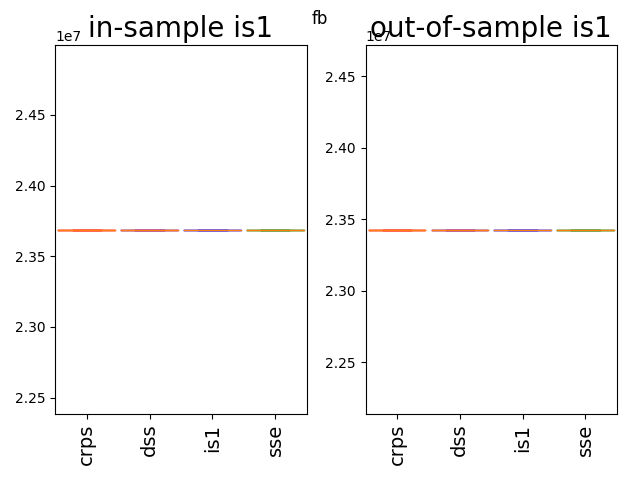 fb
in-sample is1
1e7
2.45
2.40
2.35
2.30
2.25
crps
dss
is1
sse
out-of-sample is1
1e7
2.45
2.40
2.35
2.30
2.25
crps
dss
is1
sse